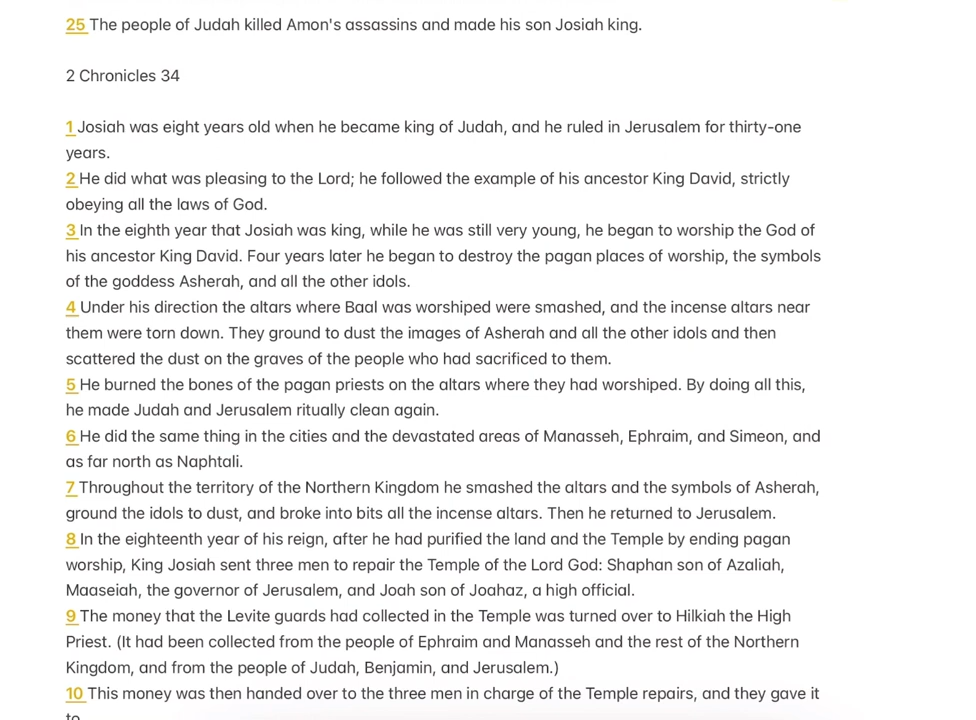 25 The people of Judah killed Amon's assassins and made his son Josiah king.
2 Chronicles 34
1 Josiah was eight years old when he became king of Judah, and he ruled in Jerusalem for thirty-one
years.
2 He did what was pleasing to the Lord; he followed the example of his ancestor King David, strictly
obeying all the laws of God.
3 In the eighth year that Josiah was king, while he was still very young, he began to worship the God of
his ancestor King David. Four years later he began to destroy the pagan places of worship, the symbols
of the goddess Asherah, and all the other idols.
4 Under his direction the altars where Baal was worshiped were smashed, and the incense altars near
them were torn down. They ground to dust the images of Asherah and all the other idols and then
scattered the dust on the graves of the people who had sacrificed to them.
5 He burned the bones of the pagan priests on the altars where they had worshiped. By doing all this,
he made Judah and Jerusalem ritually clean again.
6 He did the same thing in the cities and the devastated areas of Manasseh, Ephraim, and Simeon, and
as far north as Naphtali.
7 Throughout the territory of the Northern Kingdom he smashed the altars and the symbols of Asherah,
ground the idols to dust, and broke into bits all the incense altars. Then he returned to Jerusalem.
8 In the eighteenth year of his reign, after he had purified the land and the Temple by ending pagan
worship, King Josiah sent three men to repair the Temple of the Lord God: Shaphan son of Azaliah,
Maaseiah, the governor of Jerusalem, and Joah son of Joahaz, a high official.
9 The money that the Levite guards had collected in the Temple was turned over to Hilkiah the High
Priest. (It had been collected from the people of Ephraim and Manasseh and the rest of the Northern
Kingdom, and from the people of Judah, Benjamin, and Jerusalem.)
10 This money was then handed over to the three men in charge of the Temple repairs, and they gave it
to